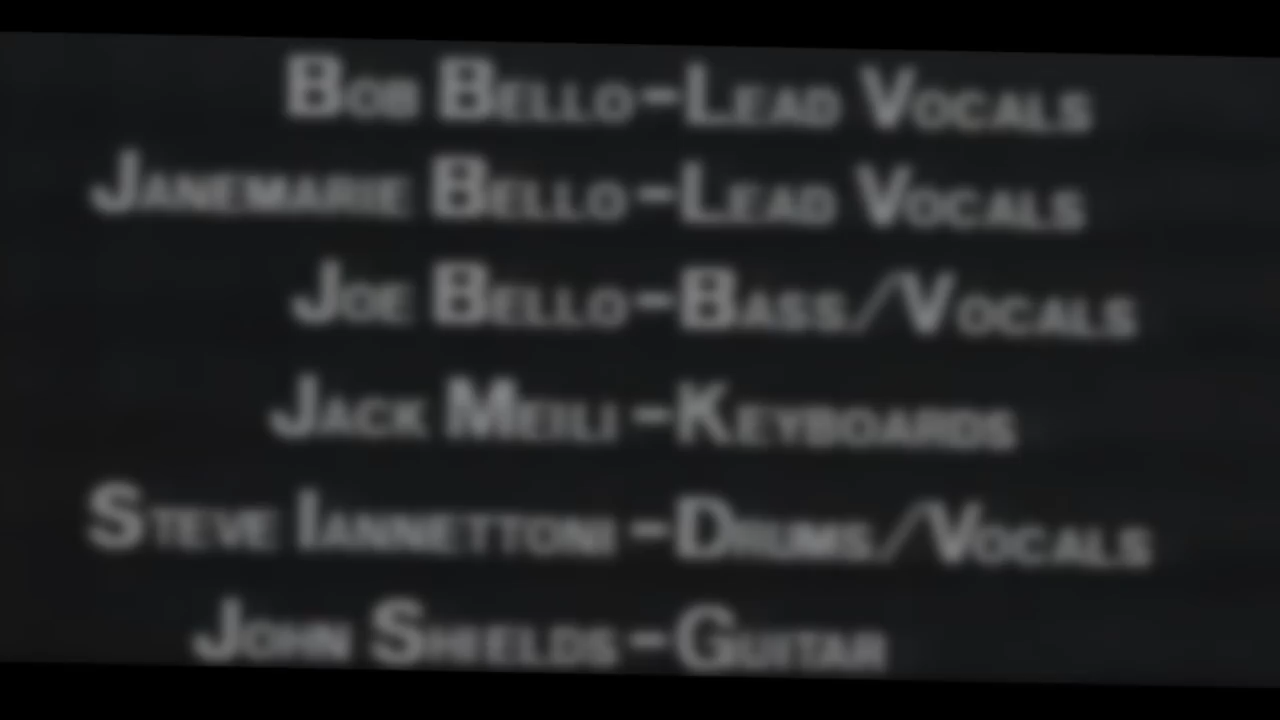 Bob Bello-Lead Vocals
Janemarie Bello-Lead Vocals
Joe Bello-Bass/Vocals
Jack Meili-Keyboards
Steve Iannettoni-Drums/Vocals
John Shields-Guitar